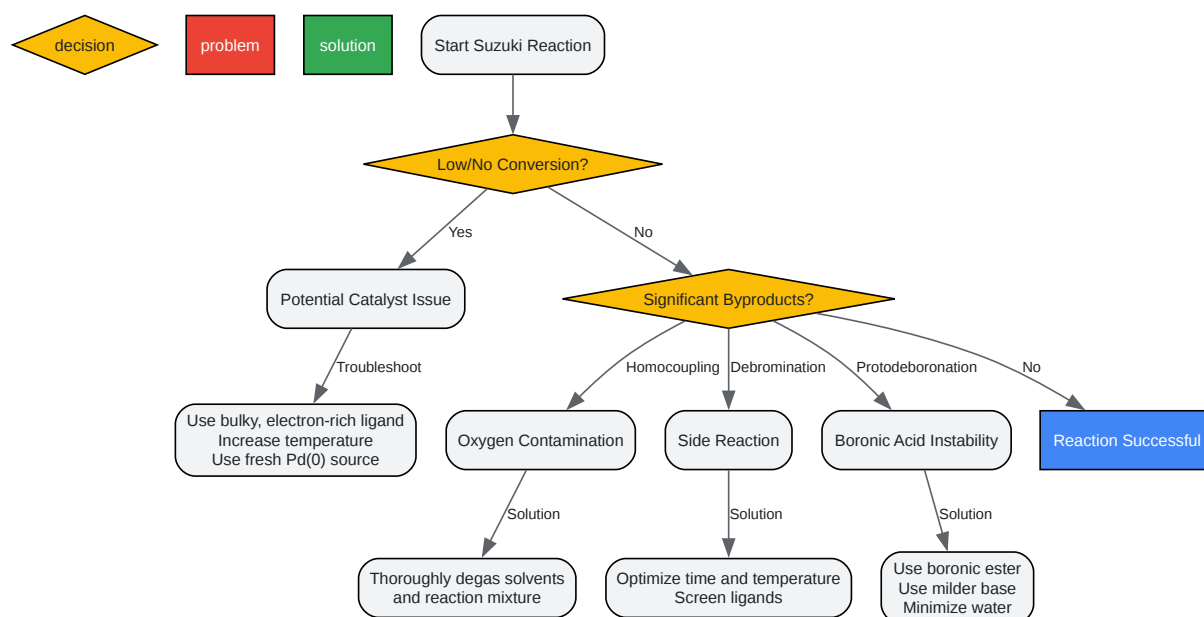 decision
problem
solution
Start Suzuki Reaction
Low/No Conversion?
Yes
No
Potential Catalyst Issue
Significant Byproducts?
Troubleshoot
Homocoupling
Debromination
Protodeboronation
No
Use bulky, electron-rich ligand
Increase temperature
Use fresh Pd(0) source
Oxygen Contamination
Side Reaction
Boronic Acid Instability
Reaction Successful
Solution
Solution
Solution
Thoroughly degas solvents
and reaction mixture
Optimize time and temperature
Screen ligands
Use boronic ester
Use milder base
Minimize water